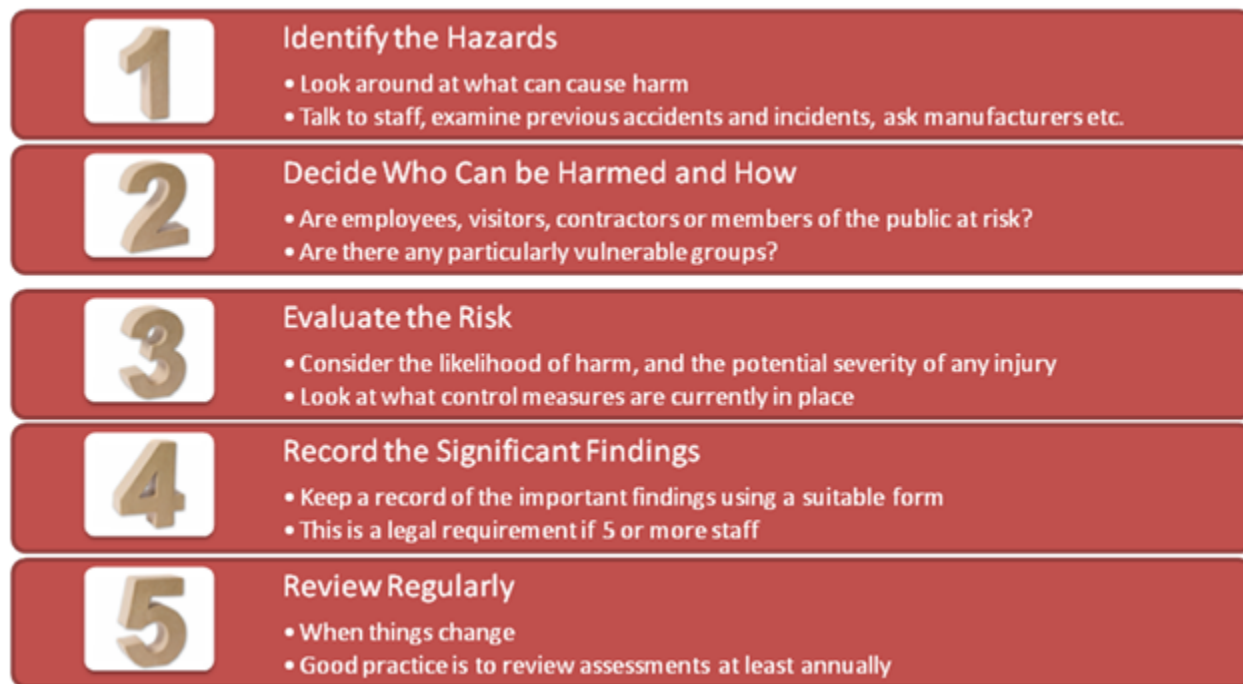 1
Identify the Hazards
• Look around at what can cause harm
• Talk to staff, examine previous accidents and incidents, ask manufacturers etc.
2
Decide Who Can be Harmed and How
• Are employees, visitors, contractors or members of the public at risk?
• Are there any particularly vulnerable groups?
3
Evaluate the Risk
• Consider the likelihood of harm, and the potential severity of any injury
• Look at what control measures are currently in place
4
Record the Significant Findings
• Keep a record of the important findings using a suitable form
• This is a legal requirement if 5 or more staff
5
Review Regularly
• When things change
• Good practice is to review assessments at least annually